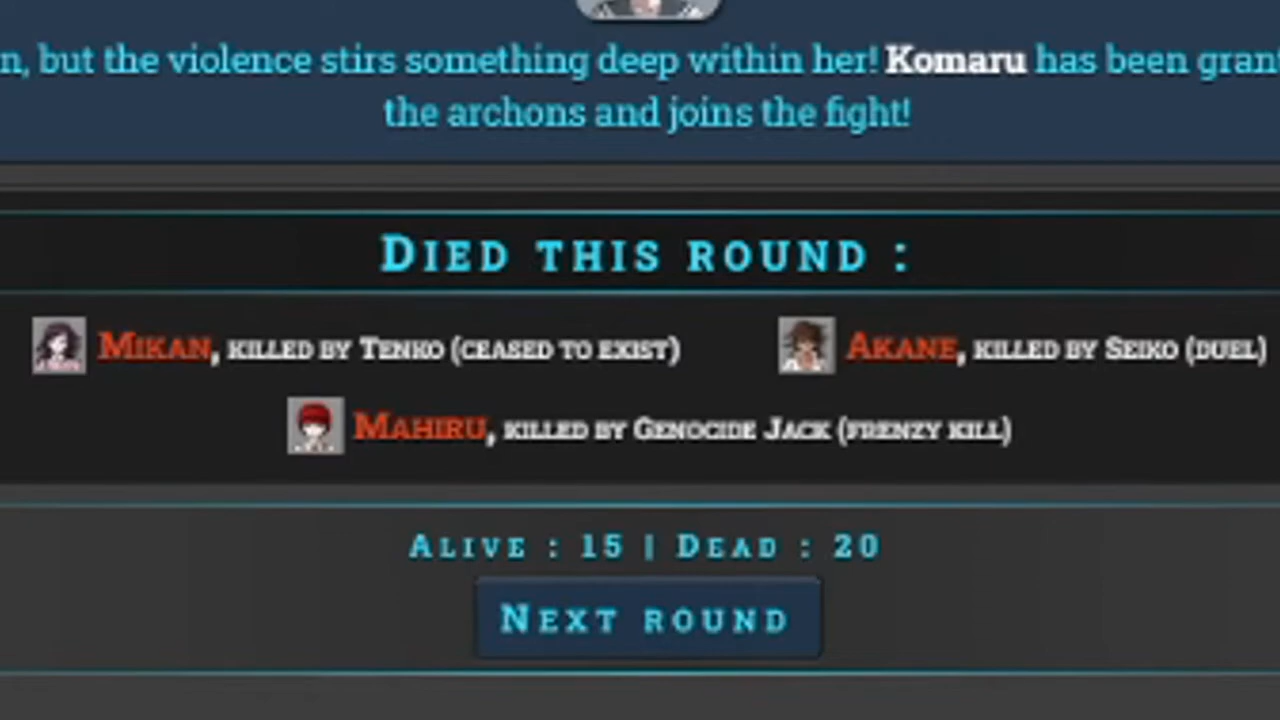 n, but the violence stirs something deep within her! Komaru has been gran
the archons and joins the fight!
DIED THIS ROUND :
MIKAN, KILLED BY TENKO (CEASED TO EXIST)
AKANE, KILLED BY SEIKO (DUEL)
MAHIRU, KILLED BY GENOCIDE JACK (FRENZY KILL)
ALIVE : 15 | DEAD : 20
NEXT ROUND